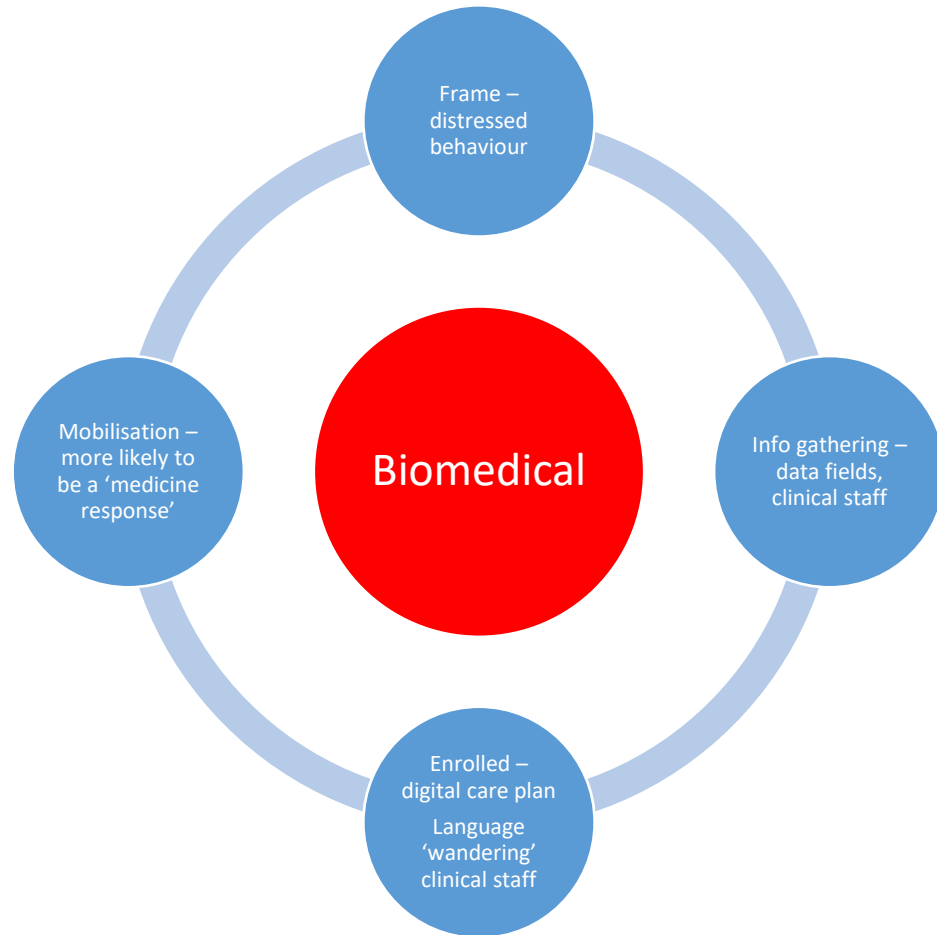 Frame –
distressed
behaviour
Mobilisation –
more likely to
be a ‘medicine
response’
Biomedical
Info gathering –
data fields,
clinical staff
Enrolled –
digital care plan
Language
‘wandering’
clinical staff